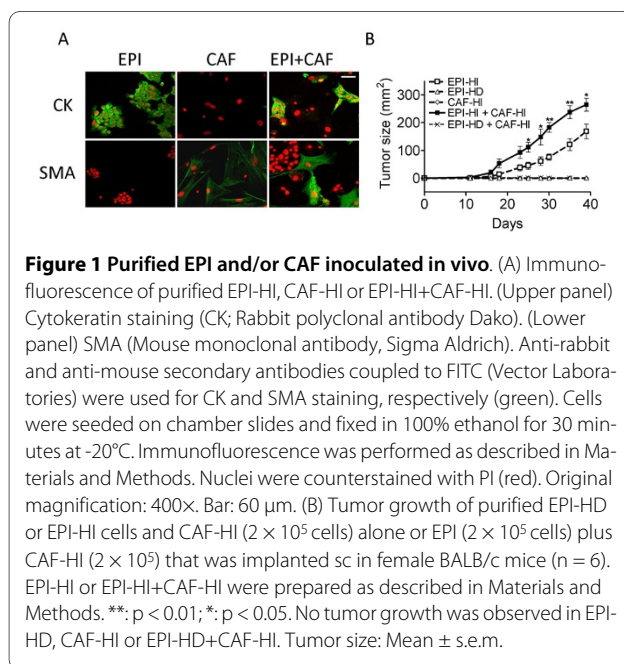 A
B
EPI
CAF
EPI+CAF
CK
SMA
Tumor size (mm²)
300
200
100
0
EPI-HI
EPI-HD
CAF-HI
EPI-HI + CAF-HI
EPI-HD + CAF-HI
*
*
*
**
**
*
0
10
20
30
40
Days
Figure 1 Purified EPI and/or CAF inoculated in vivo. (A) Immuno-
fluorescence of purified EPI-HI, CAF-HI or EPI-HI+CAF-HI. (Upper panel)
Cytokeratin staining (CK; Rabbit polyclonal antibody Dako). (Lower
panel) SMA (Mouse monoclonal antibody, Sigma Aldrich). Anti-rabbit
and anti-mouse secondary antibodies coupled to FITC (Vector Labora-
tories) were used for CK and SMA staining, respectively (green). Cells
were seeded on chamber slides and fixed in 100% ethanol for 30 min-
utes at -20°C. Immunofluorescence was performed as described in Ma-
terials and Methods. Nuclei were counterstained with PI (red). Original
magnification: 400×. Bar: 60 μm. (B) Tumor growth of purified EPI-HD
or EPI-HI cells and CAF-HI (2 × 10⁵ cells) alone or EPI (2 × 10⁵ cells) plus
CAF-HI (2 × 10⁵) that was implanted sc in female BALB/c mice (n = 6).
EPI-HI or EPI-HI+CAF-HI were prepared as described in Materials and
Methods. **: p < 0.01; *: p < 0.05. No tumor growth was observed in EPI-
HD, CAF-HI or EPI-HD+CAF-HI. Tumor size: Mean ± s.e.m.